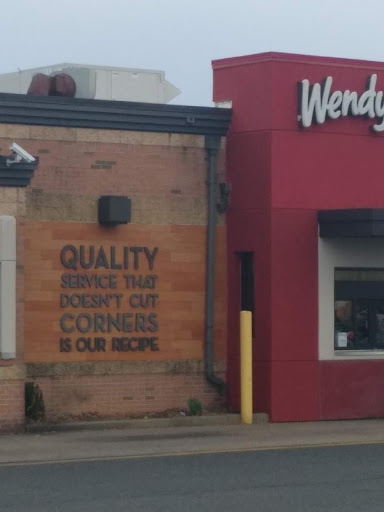 Wendy
QUALITY
SERVICE THAT
DOESN'T CUT
CORNERS
IS OUR RECIPE